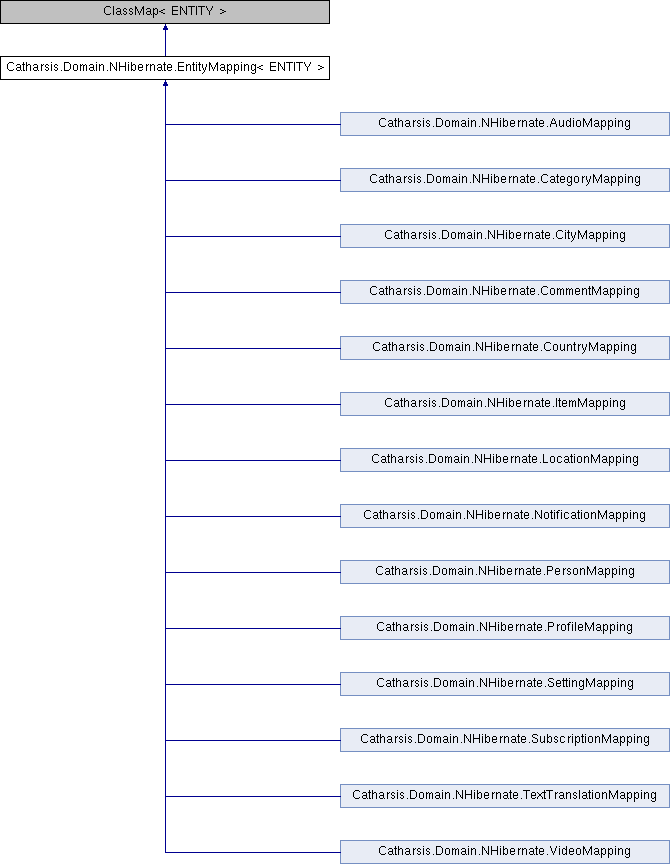 ClassMap< ENTITY >
Catharsis.Domain.NHibernate.EntityMapping< ENTITY >
Catharsis.Domain.NHibernate.AudioMapping
Catharsis.Domain.NHibernate.CategoryMapping
Catharsis.Domain.NHibernate.CityMapping
Catharsis.Domain.NHibernate.CommentMapping
Catharsis.Domain.NHibernate.CountryMapping
Catharsis.Domain.NHibernate.ItemMapping
Catharsis.Domain.NHibernate.LocationMapping
Catharsis.Domain.NHibernate.NotificationMapping
Catharsis.Domain.NHibernate.PersonMapping
Catharsis.Domain.NHibernate.ProfileMapping
Catharsis.Domain.NHibernate.SettingMapping
Catharsis.Domain.NHibernate.SubscriptionMapping
Catharsis.Domain.NHibernate.TextTranslationMapping
Catharsis.Domain.NHibernate.VideoMapping